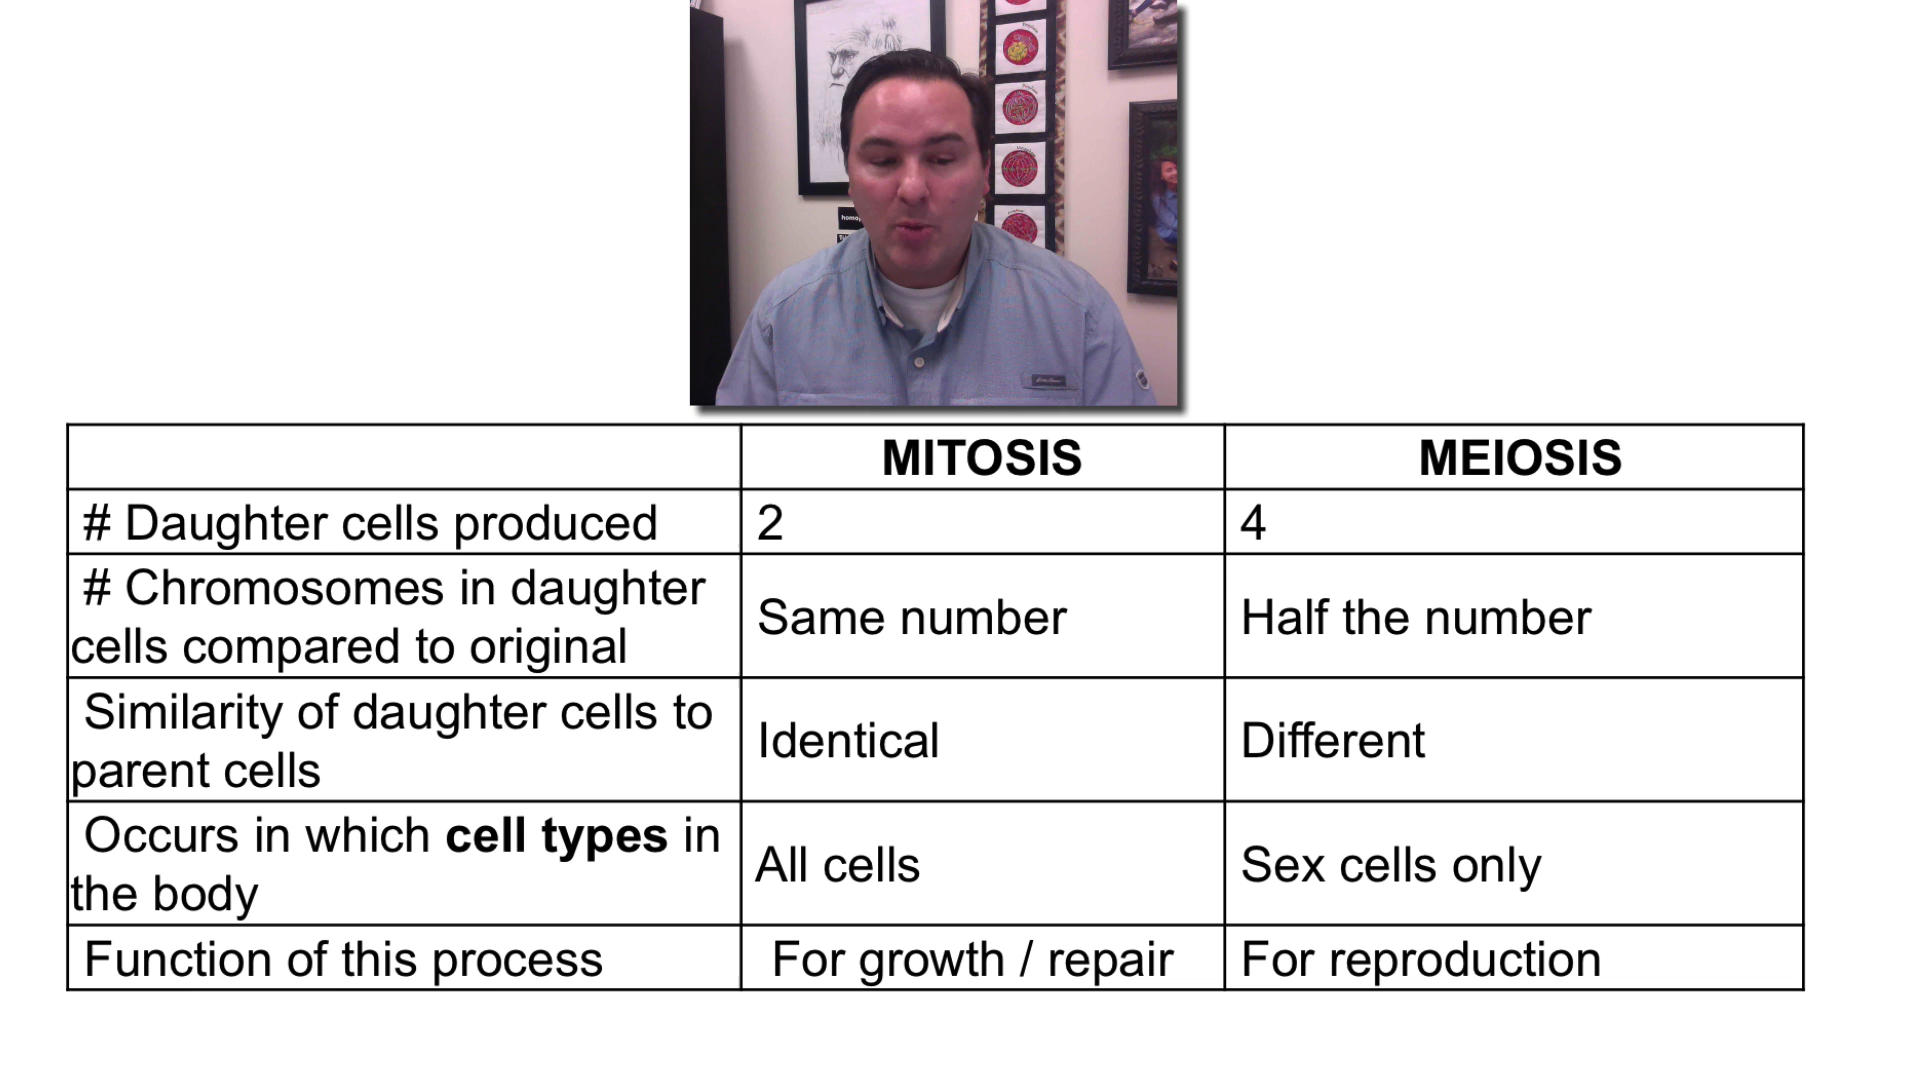 homo
MITOSIS MEIOSIS
# Daughter cells produced 2 4
# Chromosomes in daughter
cells compared to original Same number Half the number
Similarity of daughter cells to
parent cells Identical Different
Occurs in which cell types in
the body All cells Sex cells only
Function of this process For growth / repair For reproduction